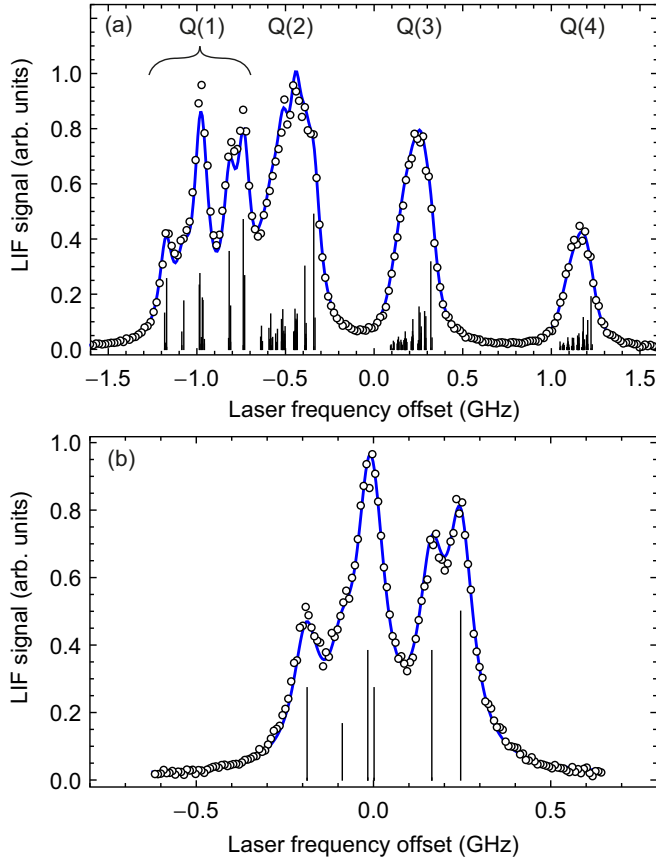 (a) Q(1) Q(2) Q(3) Q(4)
1.0
0.8
0.6
0.4
0.2
0.0
LIF signal (arb. units)
−1.5 −1.0 −0.5 0.0 0.5 1.0 1.5
Laser frequency offset (GHz)
(b)
1.0
0.8
0.6
0.4
0.2
0.0
LIF signal (arb. units)
−0.5 0.0 0.5
Laser frequency offset (GHz)